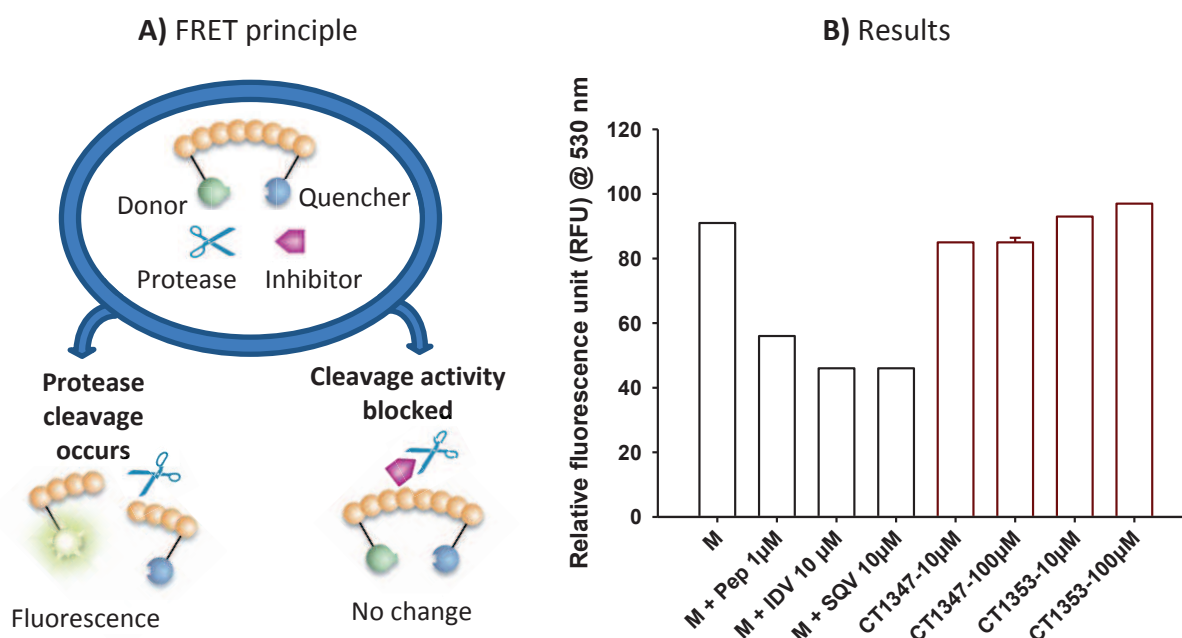 A) FRET principle
Donor
Quencher
Protease
Inhibitor
Protease
cleavage
occurs
Cleavage activity
blocked
Fluorescence
No change
B) Results
Relative fluorescence unit (RFU) @ 530 nm
120
100
80
60
40
20
0
M
M + Pep 1µM
M + IDV 10 µM
M + SQV 10µM
CT1347-10µM
CT1347-100µM
CT1353-10µM
CT1353-100µM